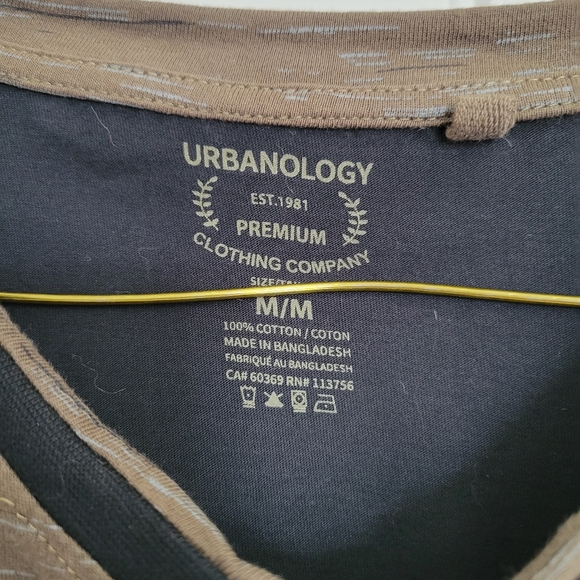 URBANOLOGY
EST.1981
PREMIUM
CLOTHING COMPANY
M/M
100% COTTON / COTON
MADE IN BANGLADESH
FABRIQUÉ AU BANGLADESH
CA# 60369 RN# 113756